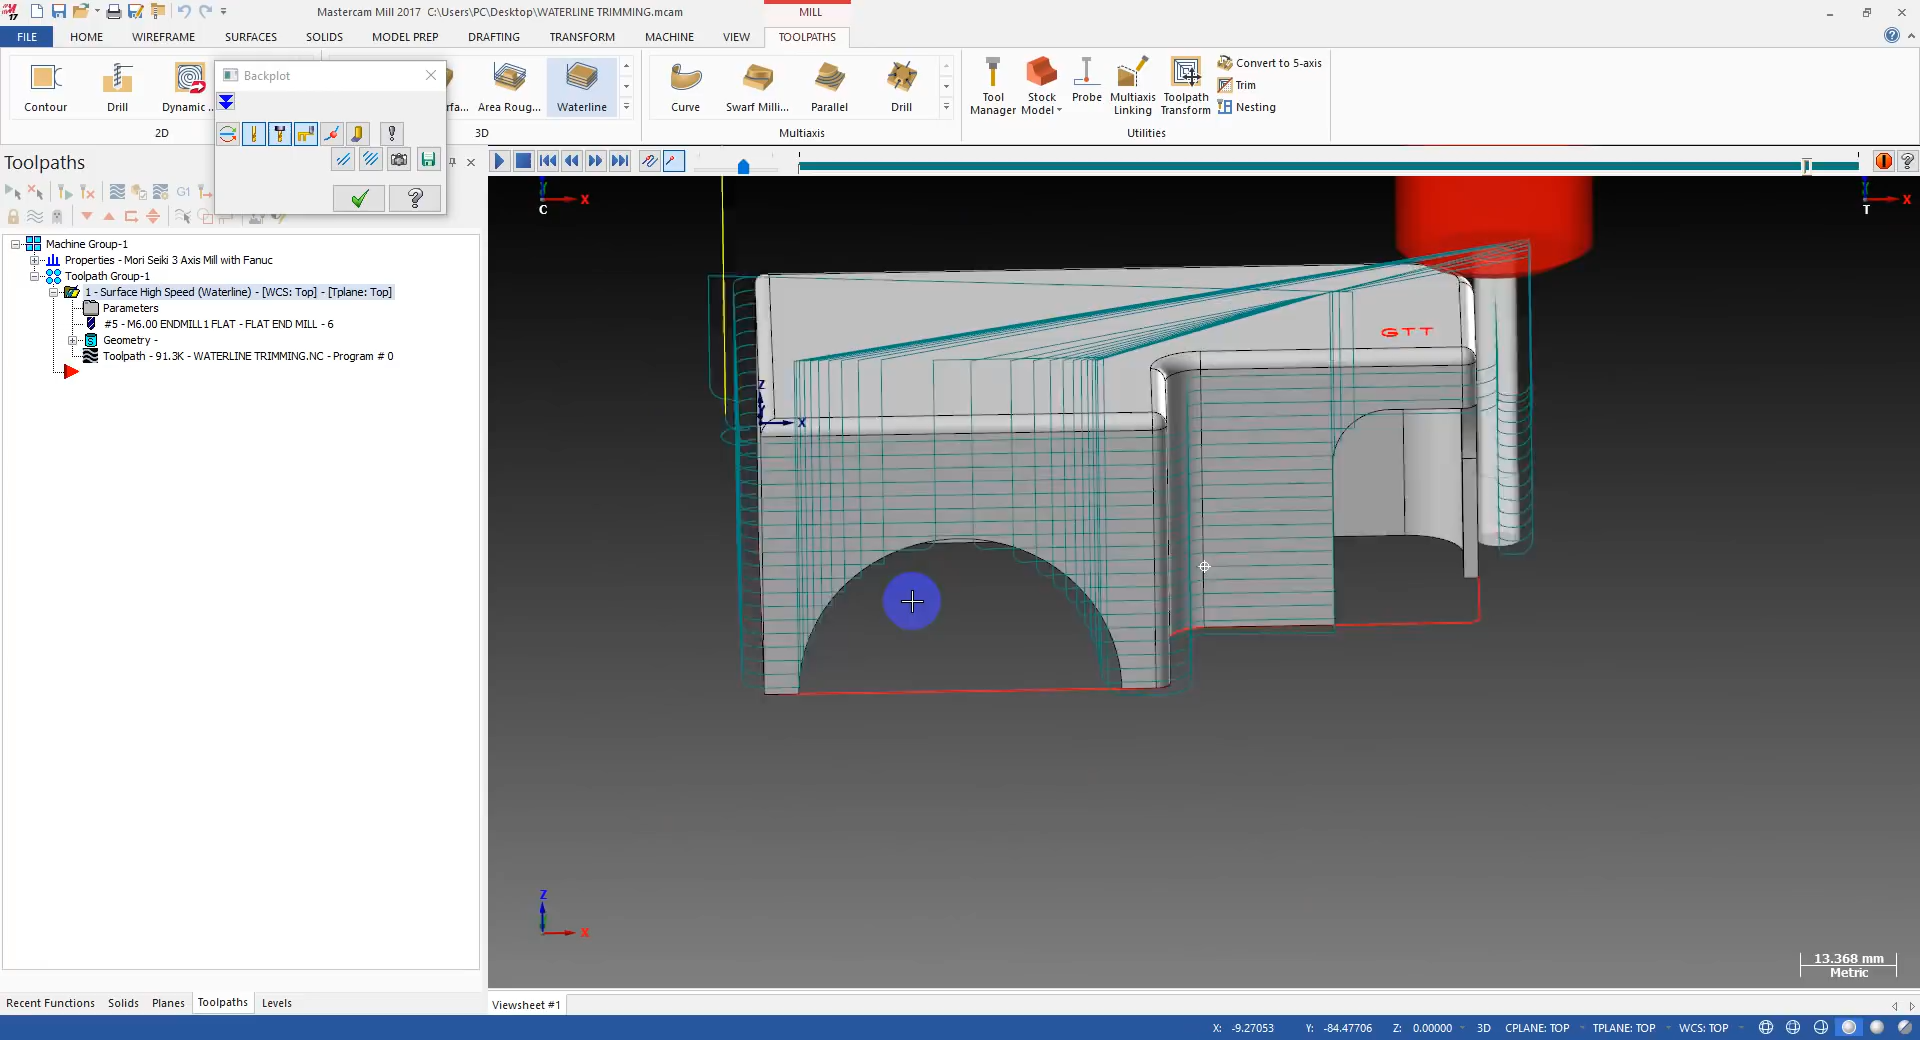 Mastercam Mill 2017 C:\Users\PC\Desktop\WATERLINE TRIMMING.mcam
MILL
FILE HOME WIREFRAME SURFACES SOLIDS MODEL PREP DRAFTING TRANSFORM MACHINE VIEW TOOLPATHS
Backplot
Contour
Drill
Dynamic ...
Area Roug...
Waterline
Curve
Swarf Milli...
Parallel
Drill
Tool Manager
Stock Model
Probe
Multiaxis Linking
Toolpath Transform
Convert to 5-axis
Trim
Nesting
2D
3D
Multiaxis
Utilities
Toolpaths
G1
Machine Group-1
Properties - Mori Seiki 3 Axis Mill with Fanuc
Toolpath Group-1
1 - Surface High Speed (Waterline) - [WCS: Top] - [Tplane: Top]
Parameters
#5 - M6.00 ENDMILL1 FLAT - FLAT END MILL - 6
Geometry -
Toolpath - 91.3K - WATERLINE TRIMMING.NC - Program # 0
X
C
X
T
GTT
Z
X
Z
X
13.368 mm
Metric
Recent Functions Solids Planes Toolpaths Levels
Viewsheet #1
X: -9.27053 Y: -84.47706 Z: 0.00000 3D CPLANE: TOP TPLANE: TOP WCS: TOP